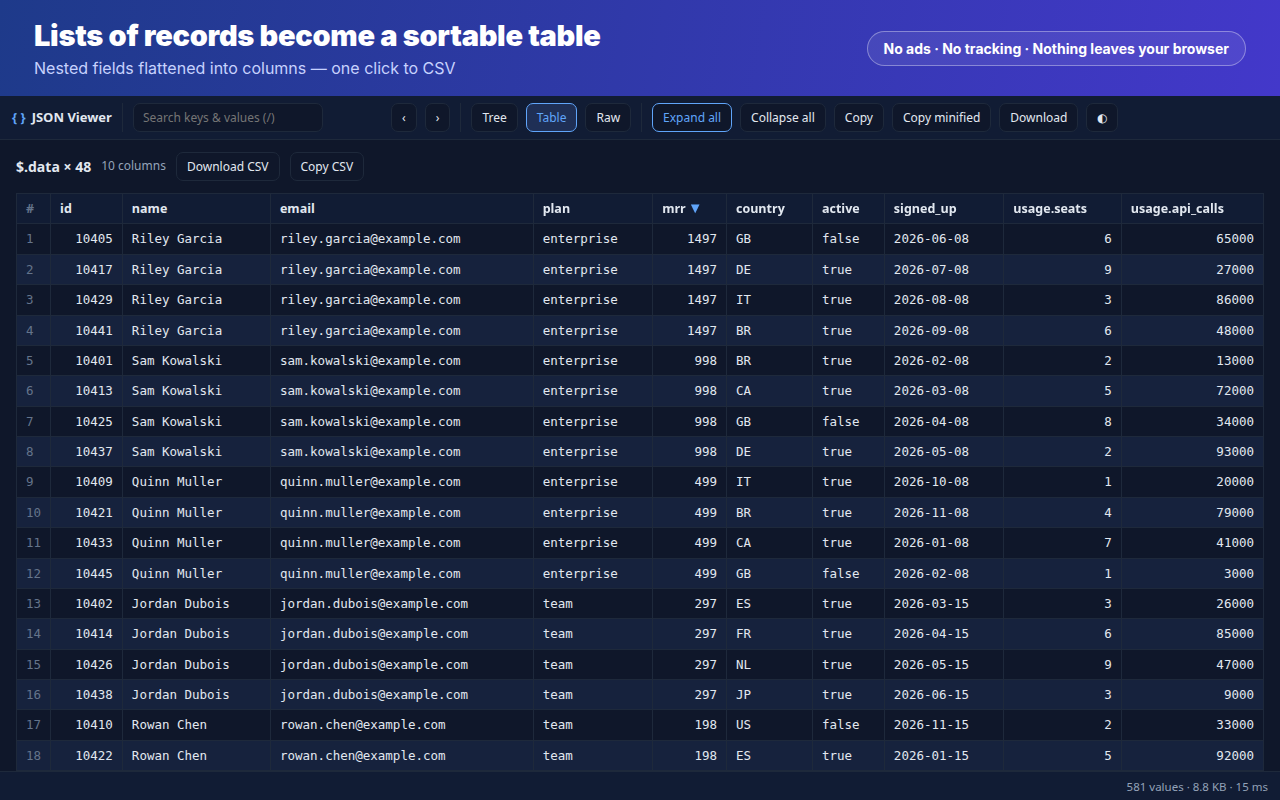 Lists of records become a sortable table
Nested fields flattened into columns — one click to CSV
No ads · No tracking · Nothing leaves your browser
{ } JSON Viewer Search keys & values (/) ‹ › Tree Table Raw Expand all Collapse all Copy Copy minified Download ◐
$.data × 48 10 columns Download CSV Copy CSV
# id name email plan mrr ▼ country active signed_up usage.seats usage.api_calls
1 10405 Riley Garcia riley.garcia@example.com enterprise 1497 GB false 2026-06-08 6 65000
2 10417 Riley Garcia riley.garcia@example.com enterprise 1497 DE true 2026-07-08 9 27000
3 10429 Riley Garcia riley.garcia@example.com enterprise 1497 IT true 2026-08-08 3 86000
4 10441 Riley Garcia riley.garcia@example.com enterprise 1497 BR true 2026-09-08 6 48000
5 10401 Sam Kowalski sam.kowalski@example.com enterprise 998 BR true 2026-02-08 2 13000
6 10413 Sam Kowalski sam.kowalski@example.com enterprise 998 CA true 2026-03-08 5 72000
7 10425 Sam Kowalski sam.kowalski@example.com enterprise 998 GB false 2026-04-08 8 34000
8 10437 Sam Kowalski sam.kowalski@example.com enterprise 998 DE true 2026-05-08 2 93000
9 10409 Quinn Muller quinn.muller@example.com enterprise 499 IT true 2026-10-08 1 20000
10 10421 Quinn Muller quinn.muller@example.com enterprise 499 BR true 2026-11-08 4 79000
11 10433 Quinn Muller quinn.muller@example.com enterprise 499 CA true 2026-01-08 7 41000
12 10445 Quinn Muller quinn.muller@example.com enterprise 499 GB false 2026-02-08 1 3000
13 10402 Jordan Dubois jordan.dubois@example.com team 297 ES true 2026-03-15 3 26000
14 10414 Jordan Dubois jordan.dubois@example.com team 297 FR true 2026-04-15 6 85000
15 10426 Jordan Dubois jordan.dubois@example.com team 297 NL true 2026-05-15 9 47000
16 10438 Jordan Dubois jordan.dubois@example.com team 297 JP true 2026-06-15 3 9000
17 10410 Rowan Chen rowan.chen@example.com team 198 US false 2026-11-15 2 33000
18 10422 Rowan Chen rowan.chen@example.com team 198 ES true 2026-01-15 5 92000
581 values · 8.8 KB · 15 ms